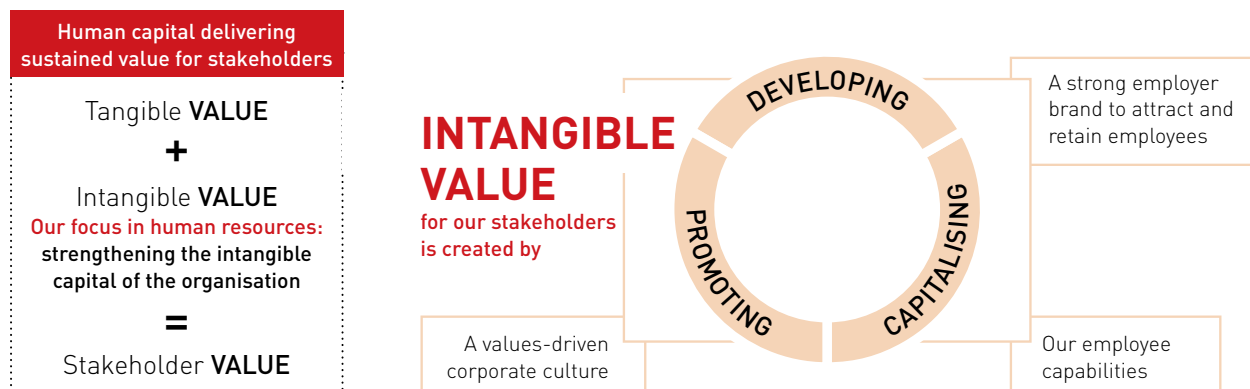 Human capital delivering
sustained value for stakeholders
Tangible VALUE
+
Intangible VALUE
Our focus in human resources:
strengthening the intangible
capital of the organisation
=
Stakeholder VALUE
INTANGIBLE
VALUE
for our stakeholders
is created by
DEVELOPING
A strong employer
brand to attract and
retain employees
CAPITALISING
Our employee
capabilities
PROMOTING
A values-driven
corporate culture